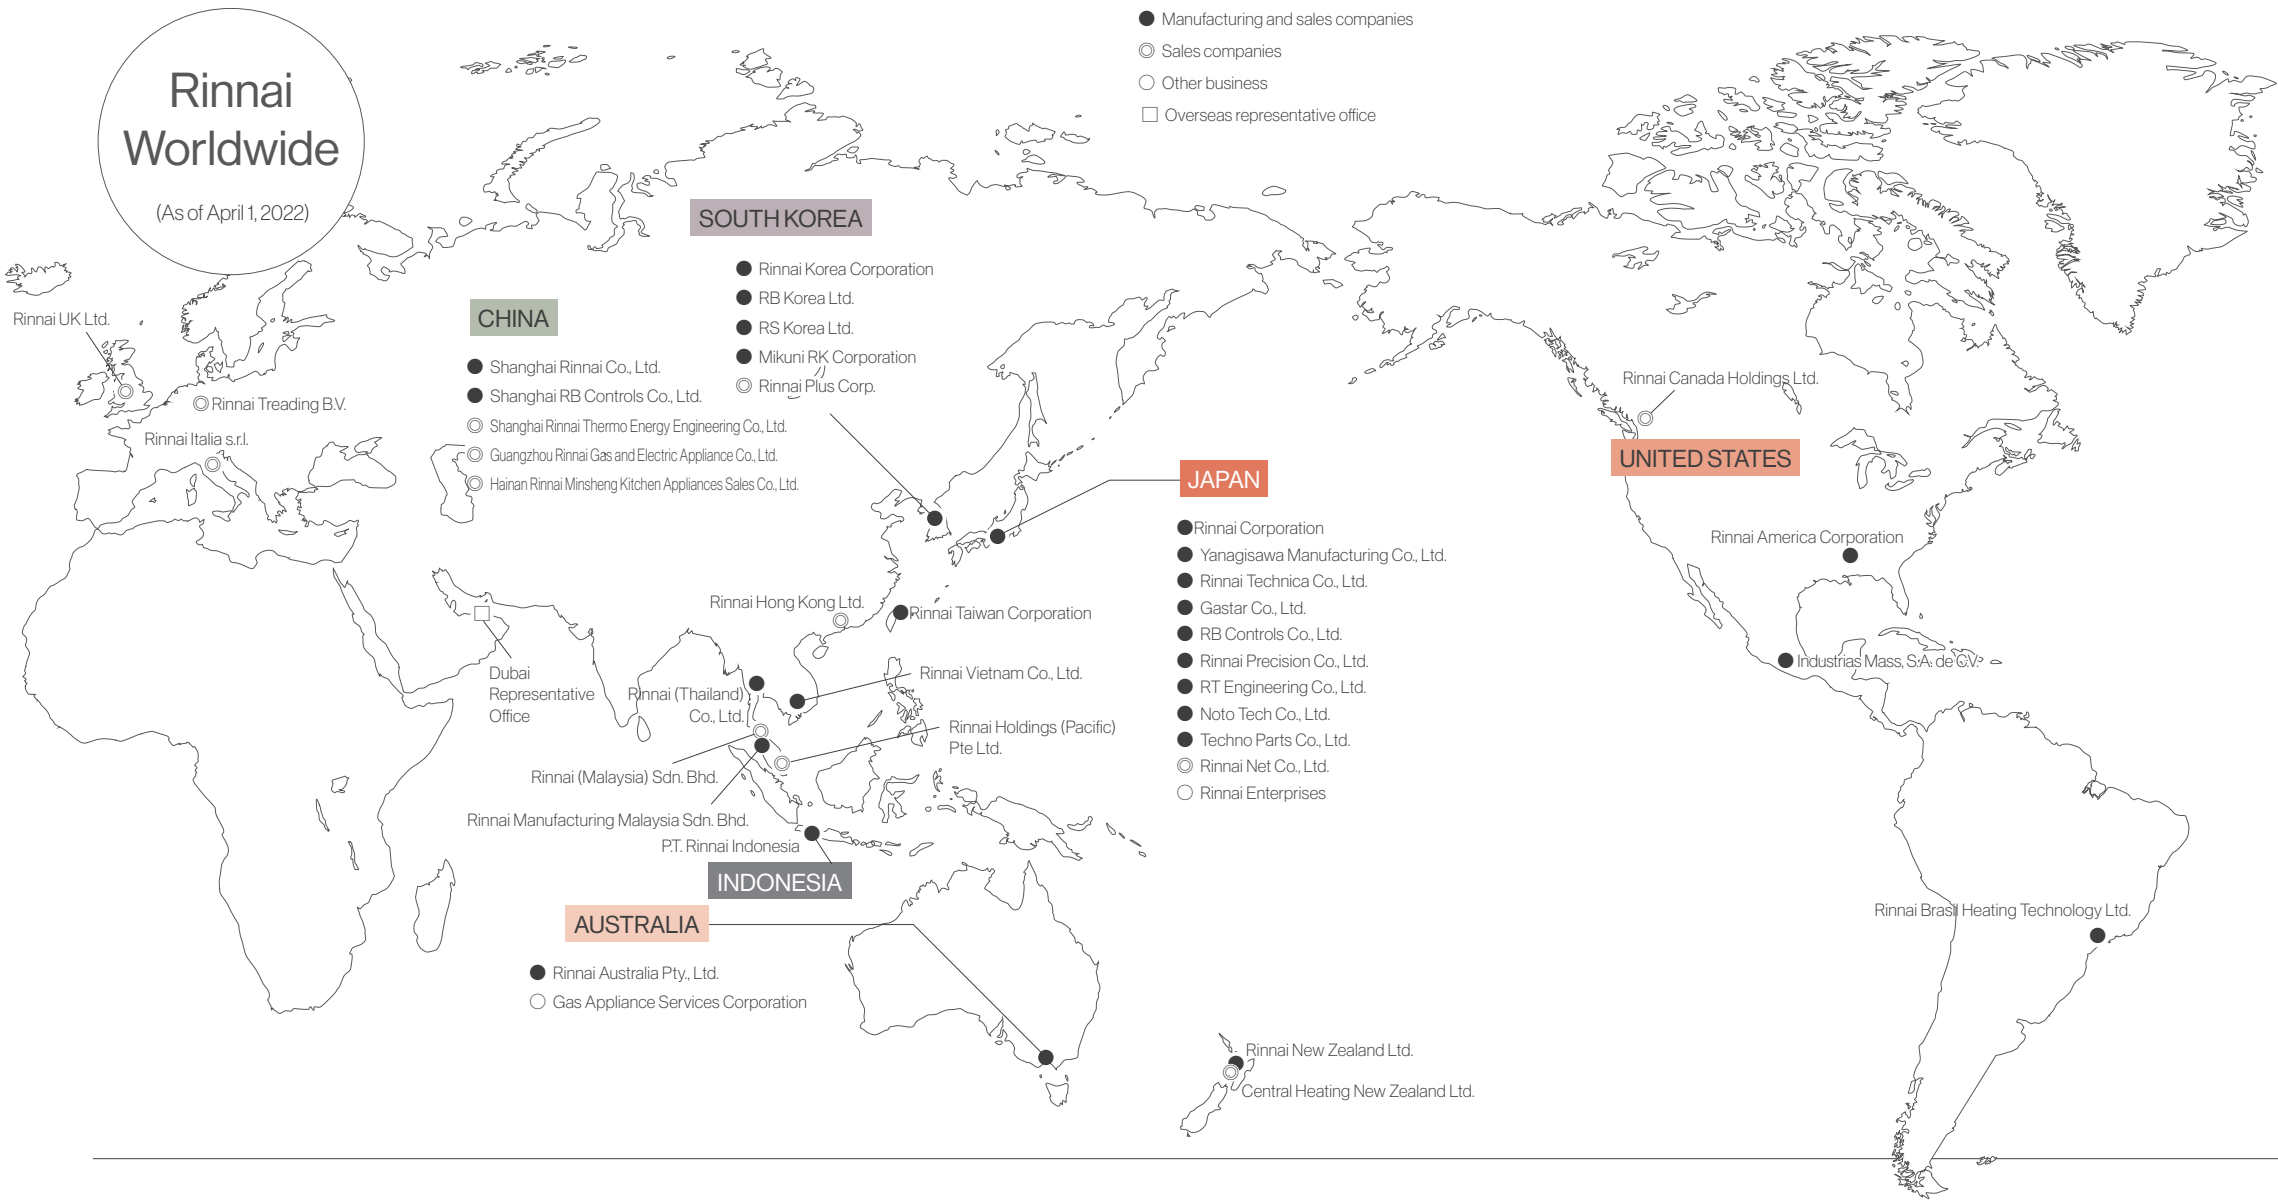 Rinnai
Worldwide
(As of April 1, 2022)
Manufacturing and sales companies
Sales companies
Other business
Overseas representative office
Rinnai UK Ltd.
Rinnai Treading B.V.
Rinnai Italia s.r.l.
CHINA
Shanghai Rinnai Co., Ltd.
Shanghai RB Controls Co., Ltd.
Shanghai Rinnai Thermo Energy Engineering Co., Ltd.
Guangzhou Rinnai Gas and Electric Appliance Co., Ltd.
Hainan Rinnai Minsheng Kitchen Appliances Sales Co., Ltd.
SOUTH KOREA
Rinnai Korea Corporation
RB Korea Ltd.
RS Korea Ltd.
Mikuni RK Corporation
Rinnai Plus Corp.
JAPAN
Rinnai Corporation
Yanagisawa Manufacturing Co., Ltd.
Rinnai Technica Co., Ltd.
Gastar Co., Ltd.
RB Controls Co., Ltd.
Rinnai Precision Co., Ltd.
RT Engineering Co., Ltd.
Noto Tech Co., Ltd.
Techno Parts Co., Ltd.
Rinnai Net Co., Ltd.
Rinnai Enterprises
Rinnai Canada Holdings Ltd.
UNITED STATES
Rinnai America Corporation
Industrias Mass, S.A. de C.V.
Rinnai Brasil Heating Technology Ltd.
Rinnai Hong Kong Ltd.
Rinnai Taiwan Corporation
Dubai
Representative
Office
Rinnai (Thailand)
Co., Ltd.
Rinnai Vietnam Co., Ltd.
Rinnai Holdings (Pacific)
Pte Ltd.
Rinnai (Malaysia) Sdn. Bhd.
Rinnai Manufacturing Malaysia Sdn. Bhd.
P.T. Rinnai Indonesia
INDONESIA
AUSTRALIA
Rinnai Australia Pty., Ltd.
Gas Appliance Services Corporation
Rinnai New Zealand Ltd.
Central Heating New Zealand Ltd.